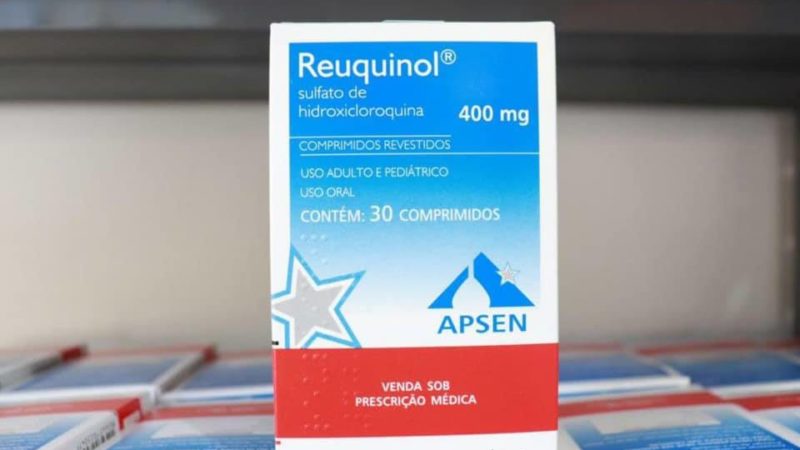 Reuquinol®
sulfato de
hidroxicloroquina
400 mg
COMPRIMIDOS REVESTIDOS
USO ADULTO E PEDIÁTRICO
USO ORAL
CONTÉM: 30 COMPRIMIDOS
APSEN
VENDA SOB
PRESCRIÇÃO MÉDICA